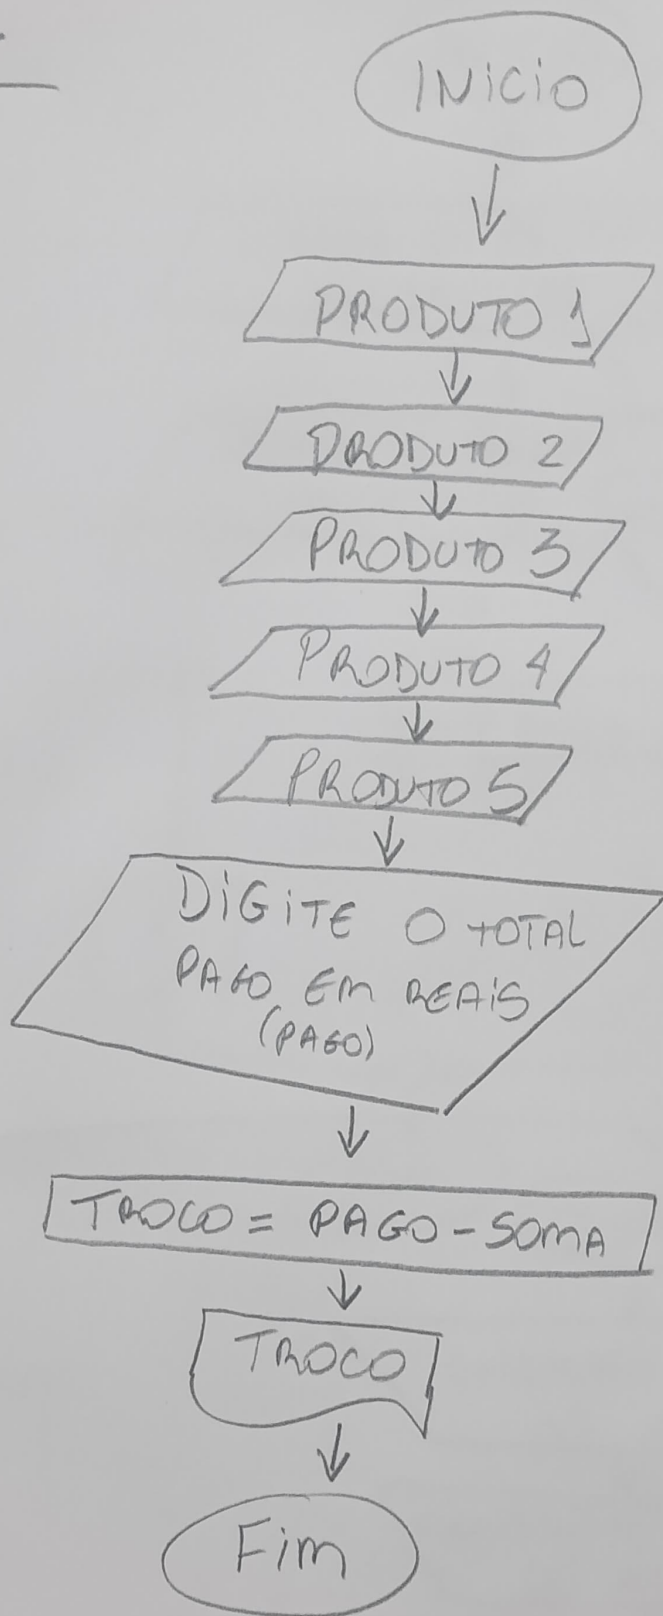 INICIO
PRODUTO 1
PRODUTO 2
PRODUTO 3
PRODUTO 4
PRODUTO 5
DIGITE O TOTAL
PAGO EM REAIS
(PAGO)
TROCO = PAGO - SOMA
TROCO
FIM